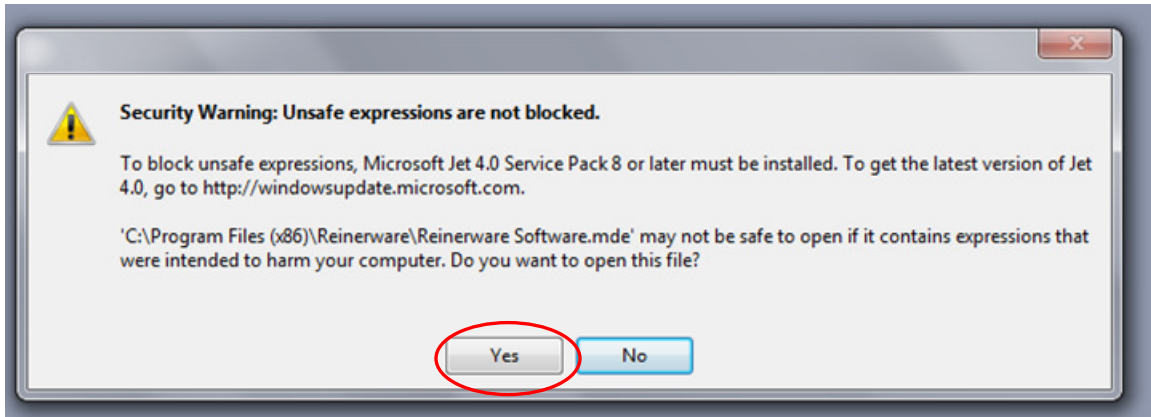 Security Warning: Unsafe expressions are not blocked.
To block unsafe expressions, Microsoft Jet 4.0 Service Pack 8 or later must be installed. To get the latest version of Jet
4.0, go to http://windowsupdate.microsoft.com.
'C:\Program Files (x86)\Reinerware\Reinerware Software.mde' may not be safe to open if it contains expressions that
were intended to harm your computer. Do you want to open this file?
Yes No